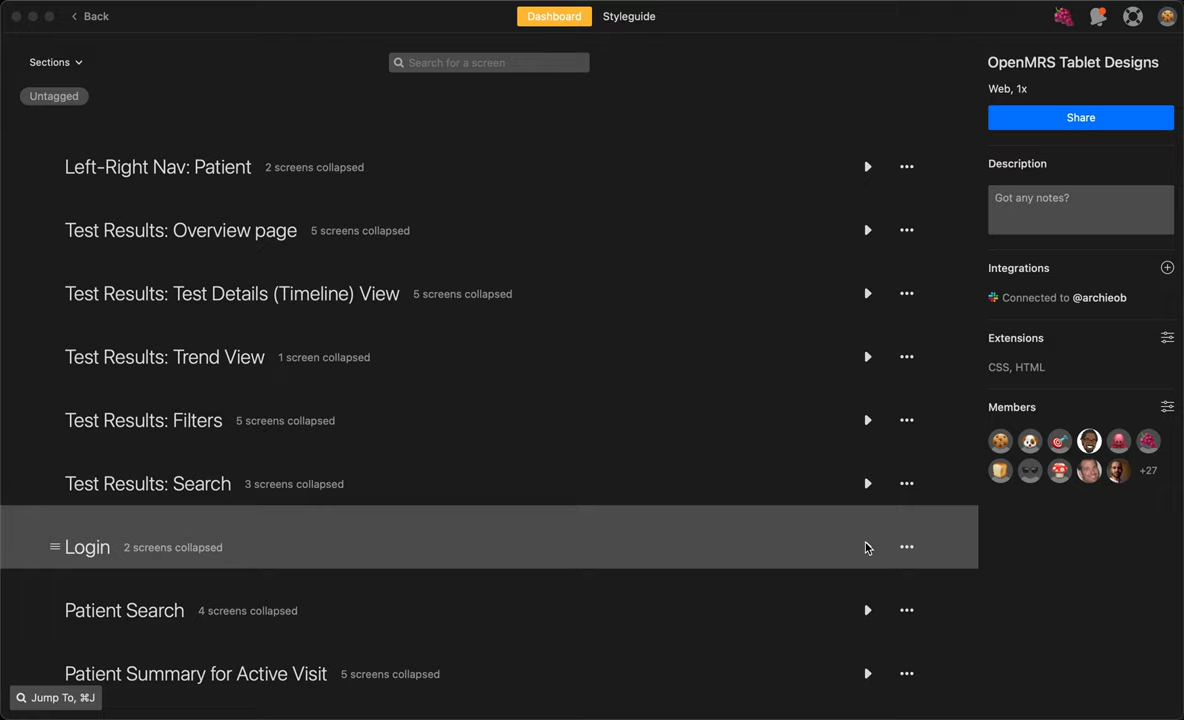 Back
Dashboard
Styleguide
Sections
Search for a screen
Untagged
Left-Right Nav: Patient 2 screens collapsed
Test Results: Overview page 5 screens collapsed
Test Results: Test Details (Timeline) View 5 screens collapsed
Test Results: Trend View 1 screen collapsed
Test Results: Filters 5 screens collapsed
Test Results: Search 3 screens collapsed
Login 2 screens collapsed
Patient Search 4 screens collapsed
Patient Summary for Active Visit 5 screens collapsed
Jump To, ⌘J
OpenMRS Tablet Designs
Web, 1x
Share
Description
Got any notes?
Integrations
Connected to @archieob
Extensions
CSS, HTML
Members
+27